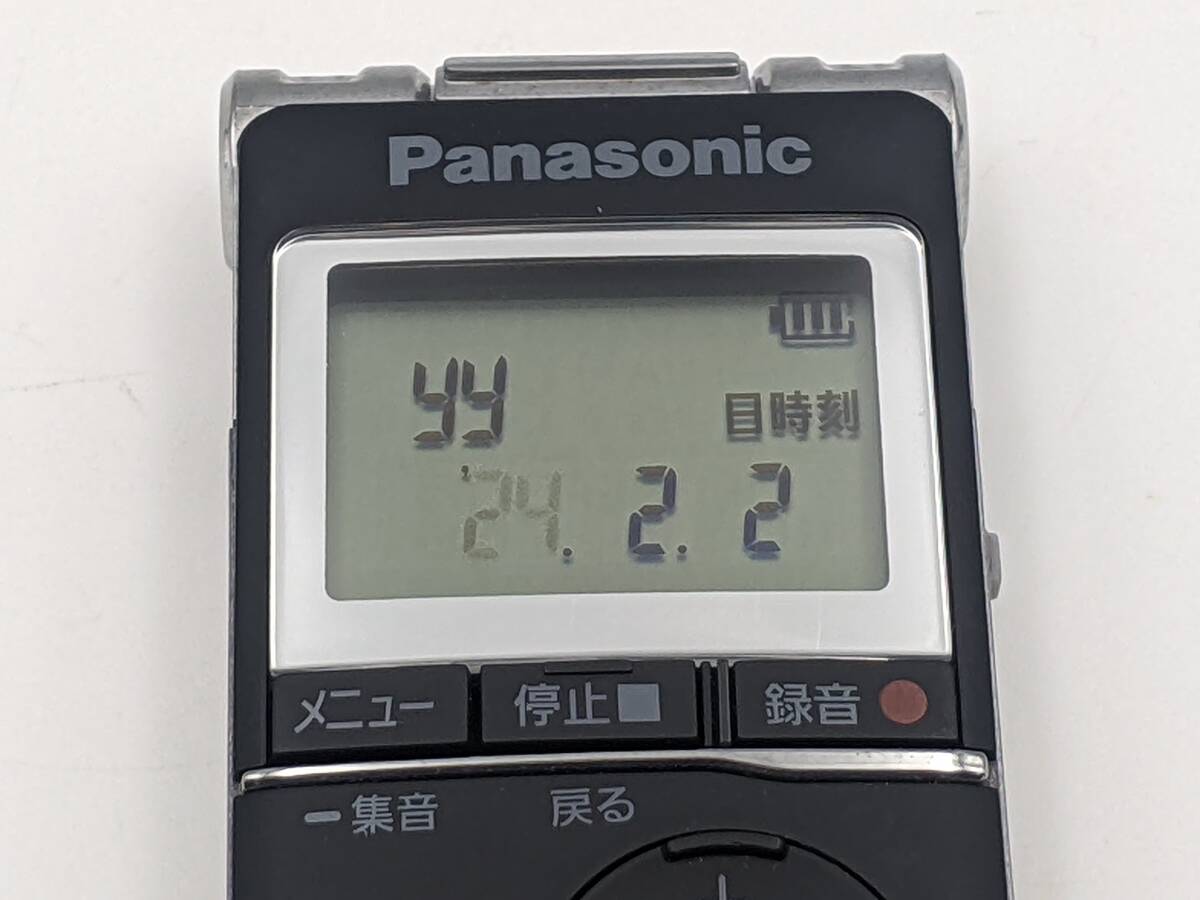 Panasonic
yy
日時刻
'24. 2. 2
メニュー
停止
録音
集音
戻る